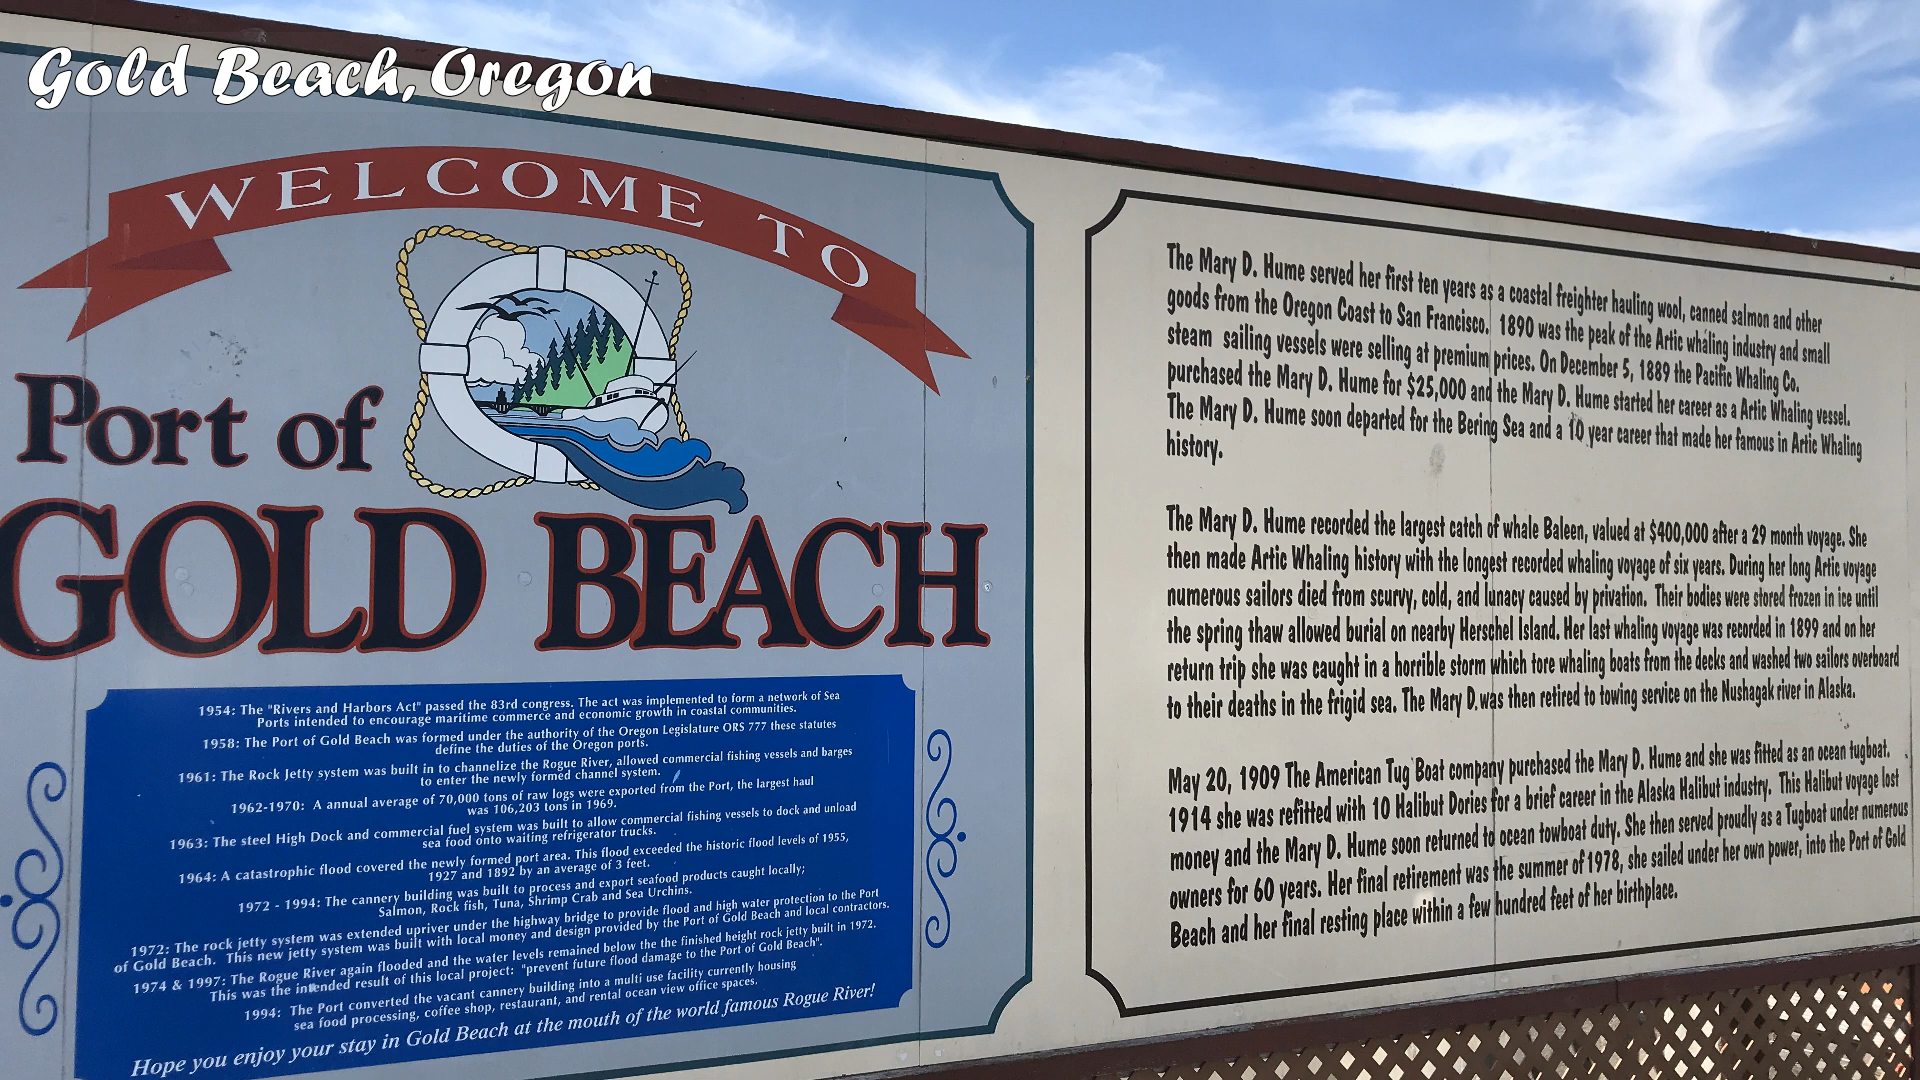 Gold Beach, Oregon
WELCOME TO
Port of
GOLD BEACH
1954: The "Rivers and Harbors Act" passed the 83rd congress. The act was implemented to form a network of Sea
Ports intended to encourage maritime commerce and economic growth in coastal communities.
1958: The Port of Gold Beach was formed under the authority of the Oregon Legislature ORS 777 these statutes
define the duties of the Oregon ports.
1961: The Rock Jetty system was built in to channelize the Rogue River, allowed commercial fishing vessels and barges
to enter the newly formed channel system.
1962-1970: A annual average of 70,000 tons of raw logs were exported from the Port, the largest haul
was 106,203 tons in 1969.
1963: The steel High Dock and commercial fuel system was built to allow commercial fishing vessels to dock and unload
sea food onto waiting refrigerator trucks.
1964: A catastrophic flood covered the newly formed port area. This flood exceeded the historic flood levels of 1955,
1927 and 1892 by an average of 3 feet.
1972 - 1994: The cannery building was built to process and export seafood products caught locally;
Salmon, Rock fish, Tuna, Shrimp Crab and Sea Urchins.
1972: The rock jetty system was extended upriver under the highway bridge to provide flood and high water protection to the Port
of Gold Beach. This new jetty system was built with local money and design provided by the Port of Gold Beach and local contractors.
1974 & 1997: The Rogue River again flooded and the water levels remained below the the finished height rock jetty built in 1972.
This was the intended result of this local project: "prevent future flood damage to the Port of Gold Beach".
1994: The Port converted the vacant cannery building into a multi use facility currently housing
sea food processing, coffee shop, restaurant, and rental ocean view office spaces.
Hope you enjoy your stay in Gold Beach at the mouth of the world famous Rogue River!
The Mary D. Hume served her first ten years as a coastal freighter hauling wool, canned salmon and other
goods from the Oregon Coast to San Francisco. 1890 was the peak of the Artic whaling industry and small
steam sailing vessels were selling at premium prices. On December 5, 1889 the Pacific Whaling Co.
purchased the Mary D. Hume for $25,000 and the Mary D. Hume started her career as a Artic Whaling vessel.
The Mary D. Hume soon departed for the Bering Sea and a 10 year career that made her famous in Artic Whaling
history.
The Mary D. Hume recorded the largest catch of whale Baleen, valued at $400,000 after a 29 month voyage. She
then made Artic Whaling history with the longest recorded whaling voyage of six years. During her long Artic voyage
numerous sailors died from scurvy, cold, and lunacy caused by privation. Their bodies were stored frozen in ice until
the spring thaw allowed burial on nearby Herschel Island. Her last whaling voyage was recorded in 1899 and on her
return trip she was caught in a horrible storm which tore whaling boats from the decks and washed two sailors overboard
to their deaths in the frigid sea. The Mary D.was then retired to towing service on the Nushagak river in Alaska.
May 20, 1909 The American Tug Boat company purchased the Mary D. Hume and she was fitted as an ocean tugboat.
1914 she was refitted with 10 Halibut Dories for a brief career in the Alaska Halibut industry. This Halibut voyage lost
money and the Mary D. Hume soon returned to ocean towboat duty. She then served proudly as a Tugboat under numerous
owners for 60 years. Her final retirement was the summer of 1978, she sailed under her own power, into the Port of Gold
Beach and her final resting place within a few hundred feet of her birthplace.